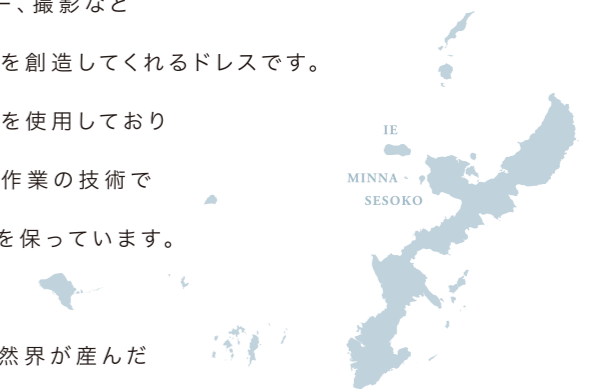 ー、撮影など
を創造してくれるドレスです。
を使用しており
作業の技術で
を保っています。
然界が産んだ
IE
MINNA
SESOKO